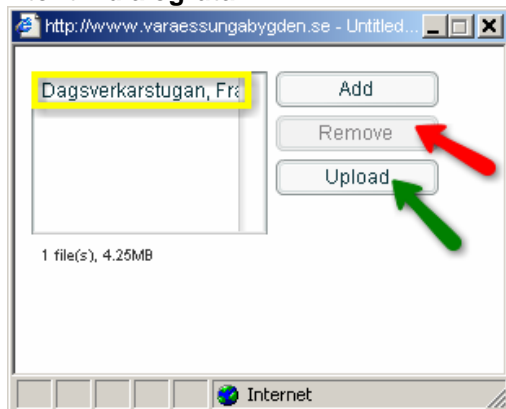 http://www.varaessungabygden.se - Untitled...
Dagsverkarstugan, Fra
Add
Remove
Upload
1 file(s), 4.25MB
Internet